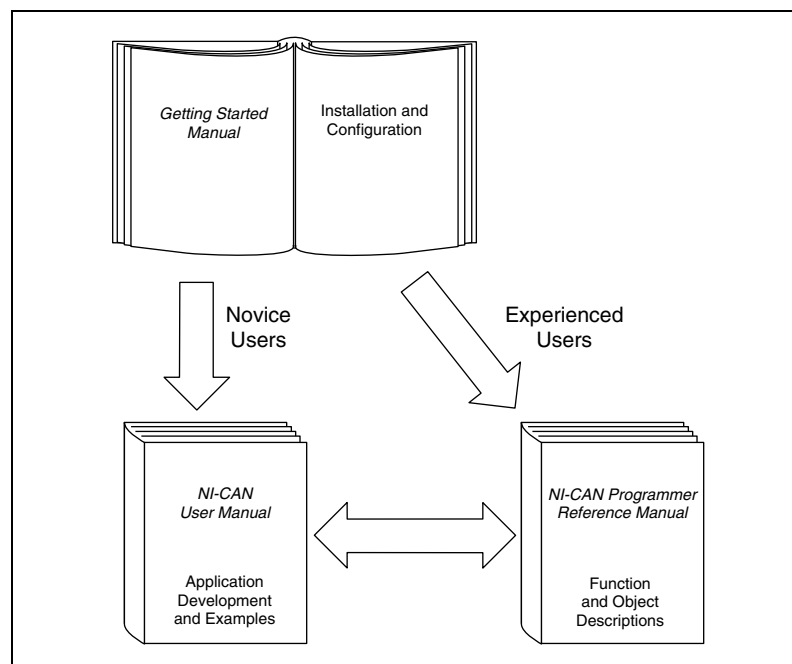 Getting Started
Manual
Installation and
Configuration
Novice
Users
Experienced
Users
NI-CAN
User Manual
Application
Development
and Examples
NI-CAN Programmer
Reference Manual
Function
and Object
Descriptions